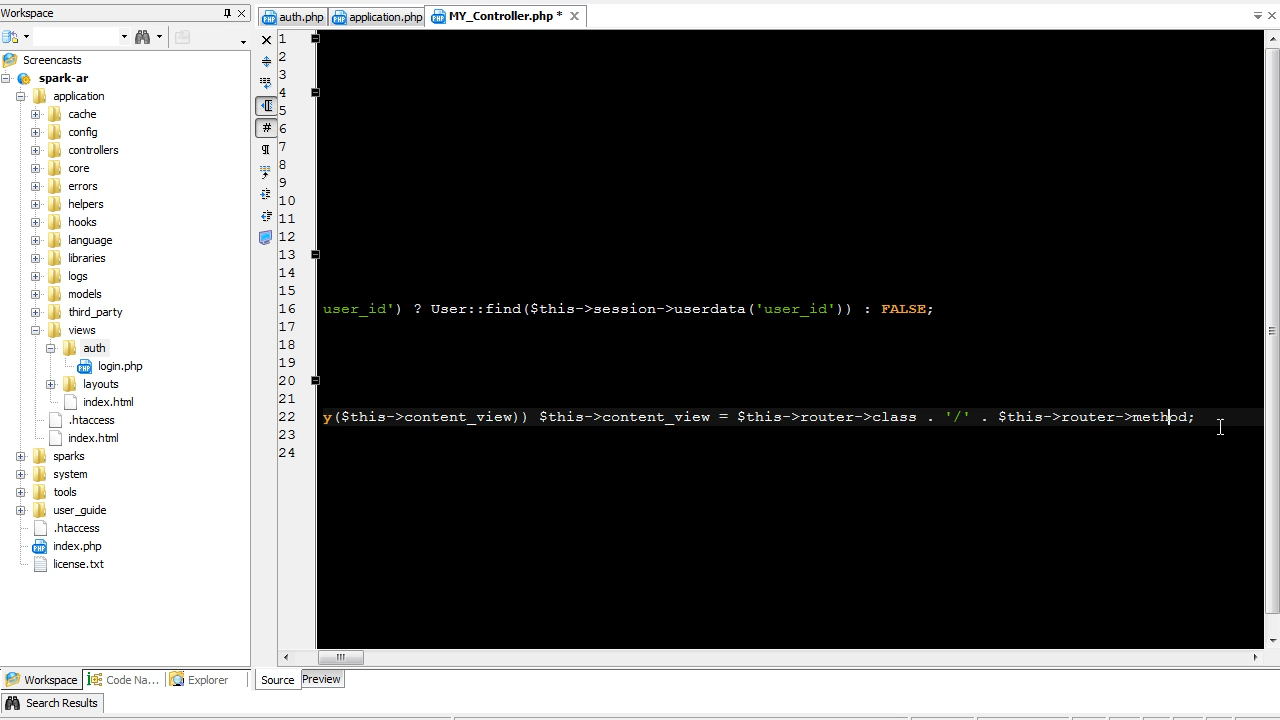 Workspace
auth.php
application.php
MY_Controller.php *
Screencasts
spark-ar
application
cache
config
controllers
core
errors
helpers
hooks
language
libraries
logs
models
third_party
views
auth
login.php
layouts
index.html
.htaccess
index.html
sparks
system
tools
user_guide
.htaccess
index.php
license.txt
#
¶
1
2
3
4
5
6
7
8
9
10
11
12
13
14
15
16 user_id') ? User::find($this->session->userdata('user_id')) : FALSE;
17
18
19
20
21
22 y($this->content_view)) $this->content_view = $this->router->class . '/' . $this->router->method;
23
24
Workspace
Code Na...
Explorer
Source
Preview
Search Results